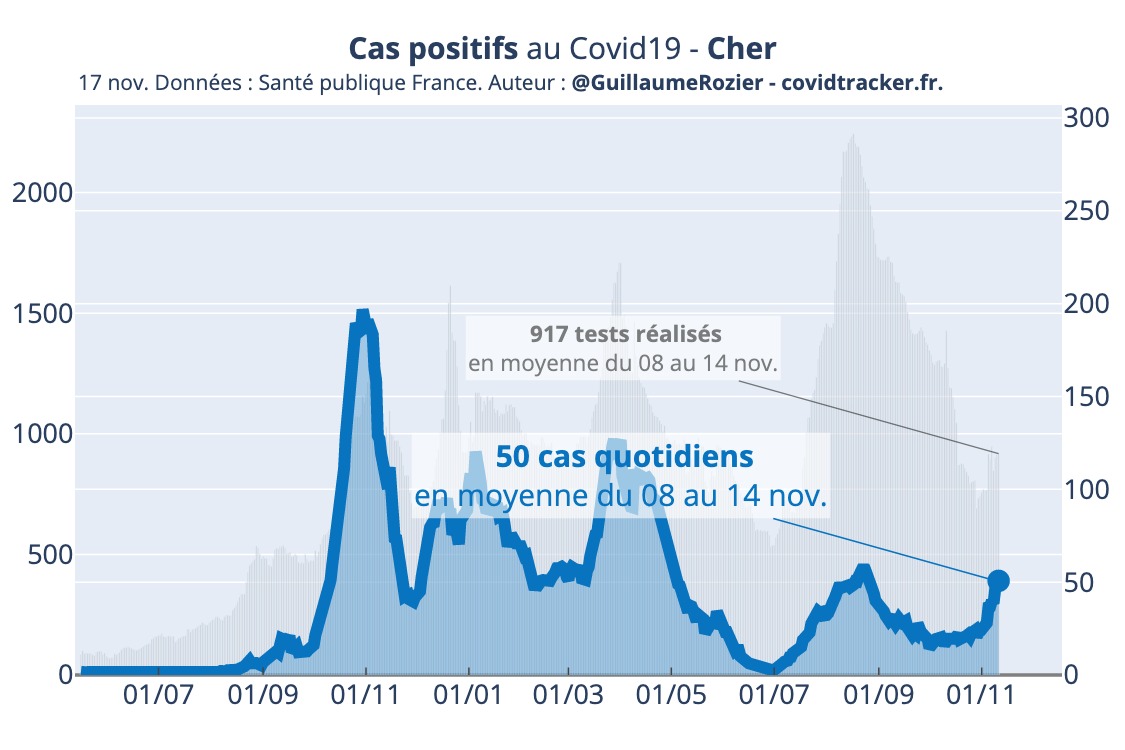 Cas positifs au Covid19 - Cher
17 nov. Données : Santé publique France. Auteur : @GuillaumeRozier - covidtracker.fr.
300
2000
250
1500
200
917 tests réalisés
en moyenne du 08 au 14 nov.
150
1000
50 cas quotidiens
en moyenne du 08 au 14 nov.
100
500
50
0
0
01/07 01/09 01/11 01/01 01/03 01/05 01/07 01/09 01/11